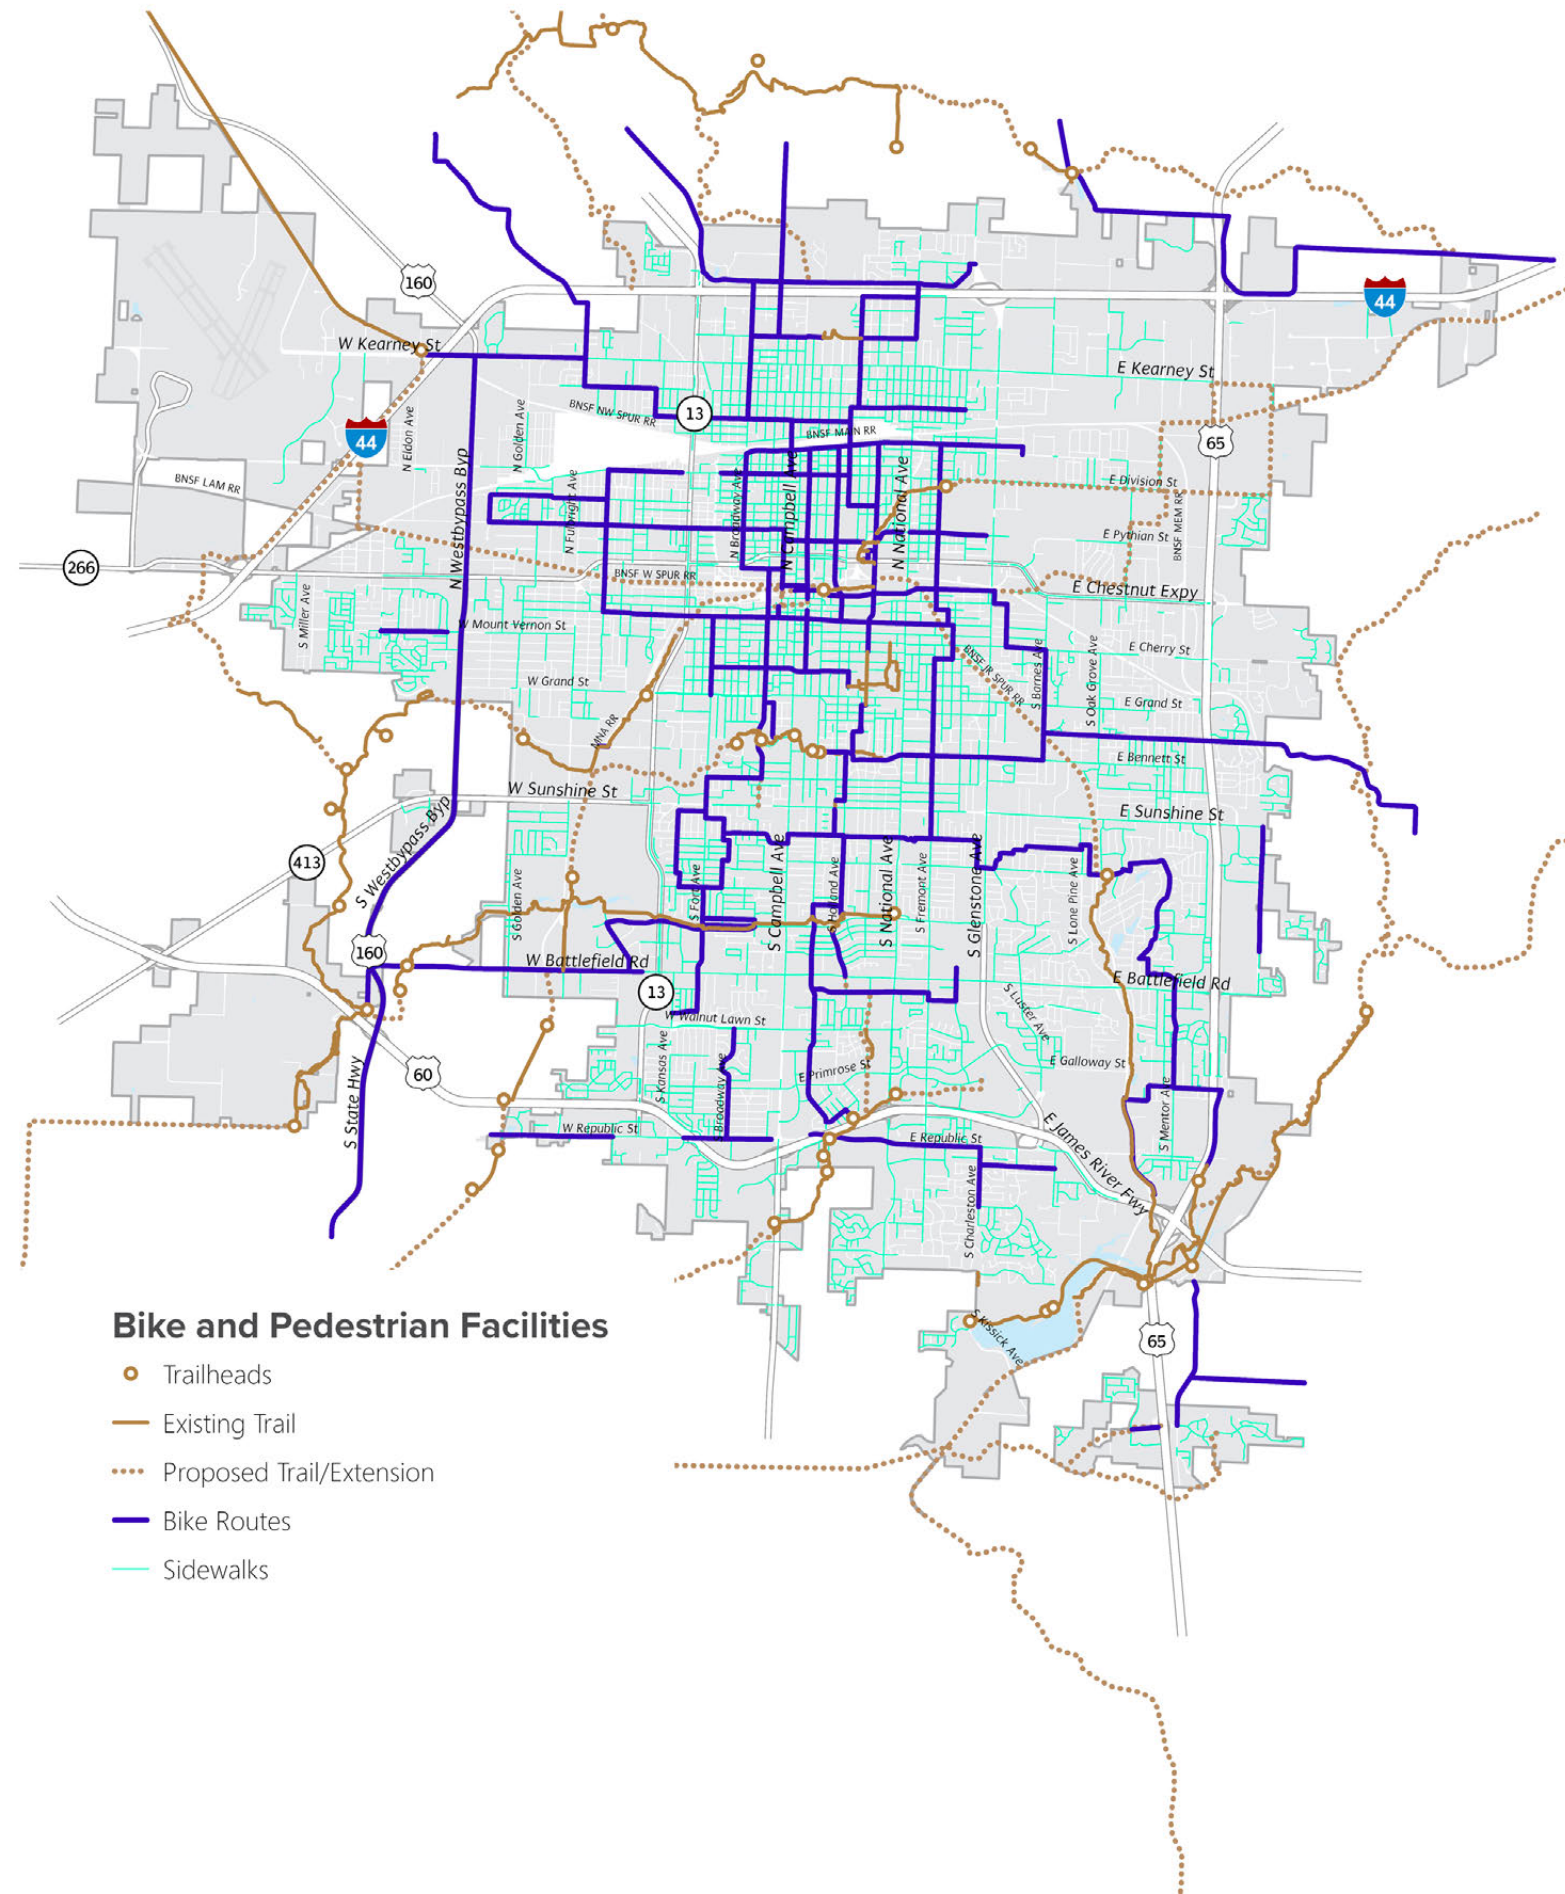 160
44
W Kearney St
E Kearney St
13
BNSF NW SPUR RR
BNSF MAIN RR
65
44
N Eldon Ave
N Golden Ave
N Westbypass Byp
N Fulbright Ave
N Broadway Ave
N Campbell Ave
N National Ave
BNSF LAM RR
E Division St
E Pythian St
BNSF MEM RR
266
BNSF W SPUR RR
E Chestnut Expy
S Miller Ave
W Mount Vernon St
BNSF JR SPUR RR
S Barnes Ave
S Oak Grove Ave
E Cherry St
W Grand St
E Grand St
MNA RR
E Bennett St
W Sunshine St
E Sunshine St
S Westbypass Byp
413
S Golden Ave
S Fort Ave
S Campbell Ave
S Holland Ave
S National Ave
S Fremont Ave
S Glenstone Ave
S Lone Pine Ave
160
W Battlefield Rd
E Battlefield Rd
13
W Walnut Lawn St
S Luster Ave
S Kansas Ave
S Broadway Ave
E Primrose St
E Galloway St
60
S State Hwy
S Mentor Ave
W Republic St
E Republic St
E James River Fwy
S Charleston Ave
S Kissick Ave
65
Bike and Pedestrian Facilities
Trailheads
Existing Trail
Proposed Trail/Extension
Bike Routes
Sidewalks